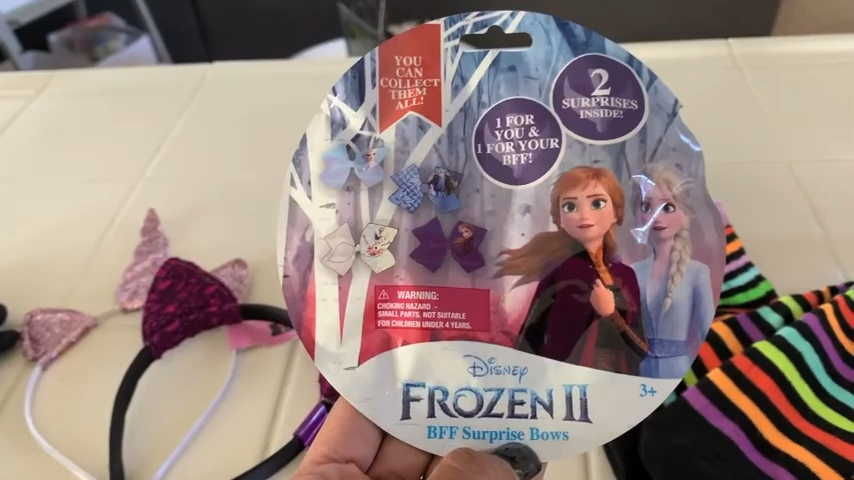 YOU
CAN
COLLECT
THEM
ALL!
2
SURPRISES
INSIDE!
1 FOR
YOU &
1 FOR YOUR
BFF!
WARNING:
CHOKING HAZARD -
SMALL PARTS. NOT SUITABLE
FOR CHILDREN UNDER 4 YEARS.
Disney
FROZEN II
3+
BFF Surprise Bows